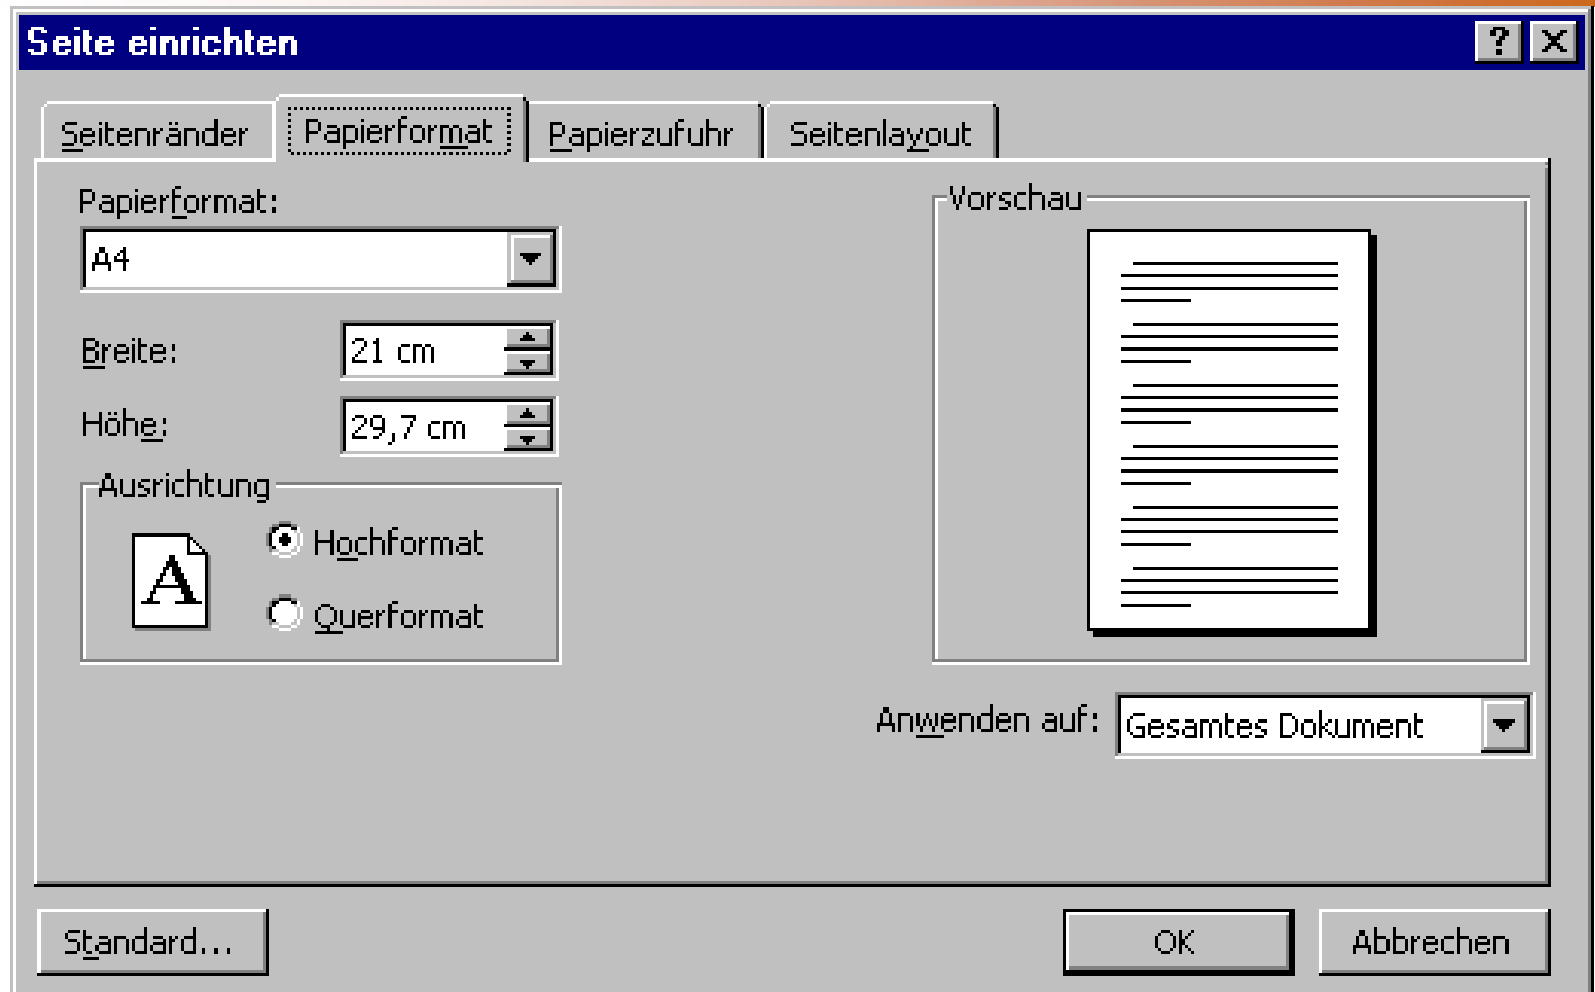 Seite einrichten
Seitenränder Papierformat Papierzufuhr Seitenlayout
Papierformat:
A4
Breite: 21 cm
Höhe: 29,7 cm
Ausrichtung
A
Hochformat
Querformat
Vorschau
Anwenden auf: Gesamtes Dokument
Standard... OK Abbrechen